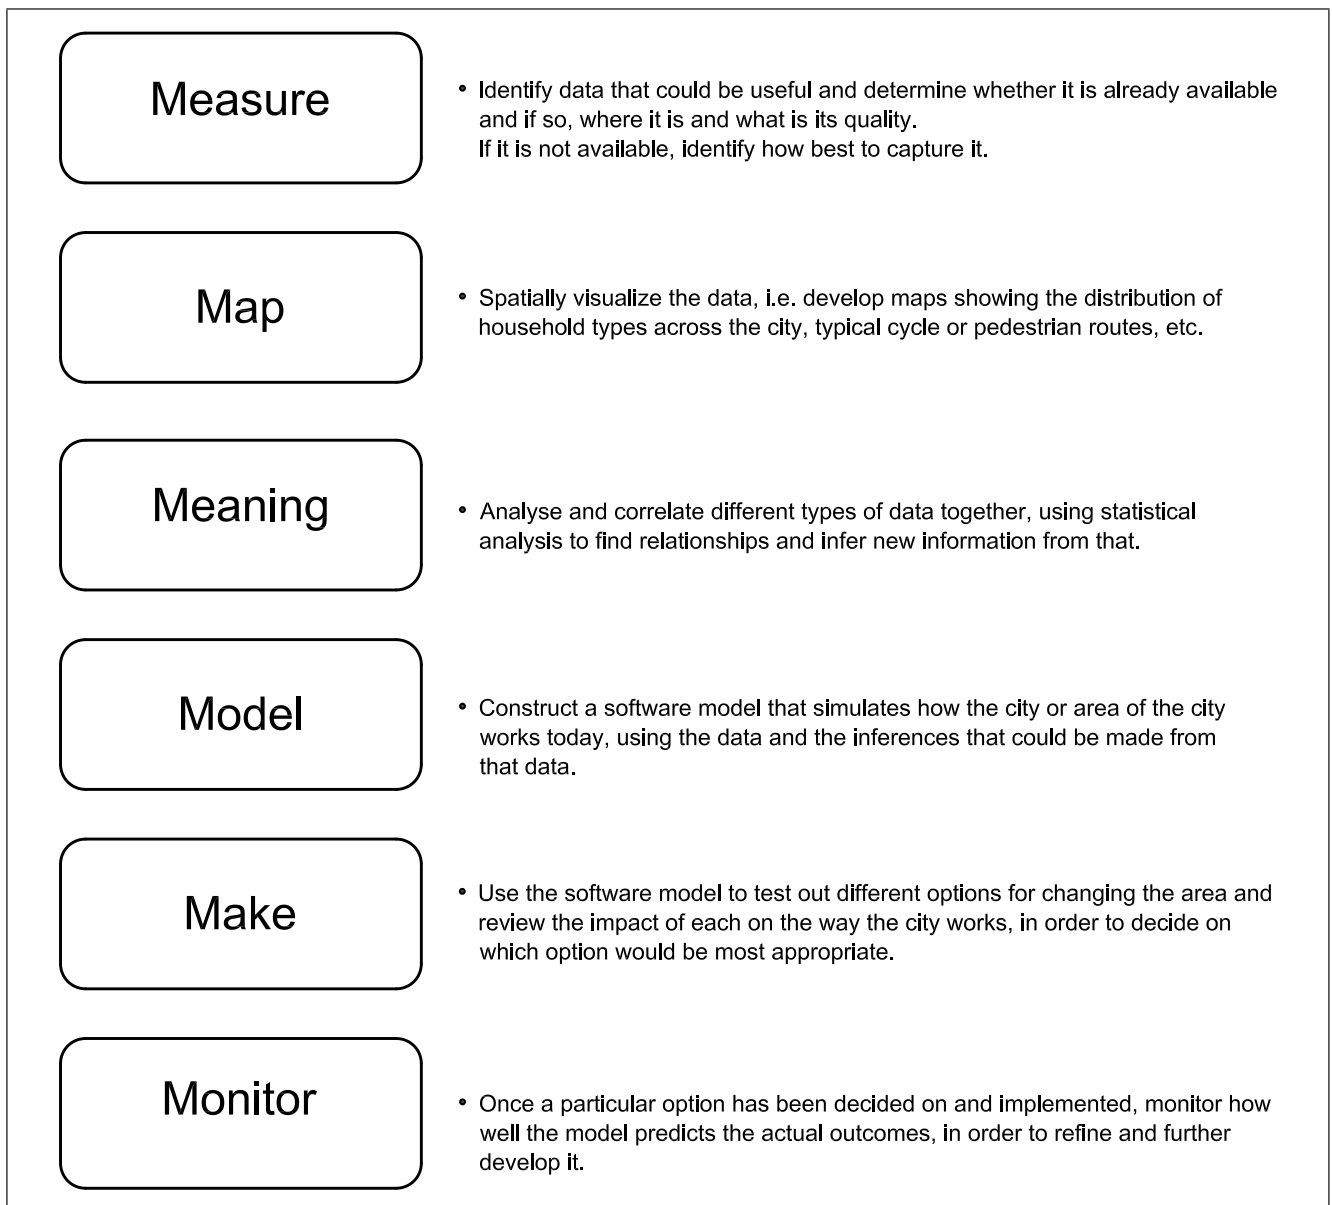 Measure
• Identify data that could be useful and determine whether it is already available
and if so, where it is and what is its quality.
If it is not available, identify how best to capture it.
Map
• Spatially visualize the data, i.e. develop maps showing the distribution of
household types across the city, typical cycle or pedestrian routes, etc.
Meaning
• Analyse and correlate different types of data together, using statistical
analysis to find relationships and infer new information from that.
Model
• Construct a software model that simulates how the city or area of the city
works today, using the data and the inferences that could be made from
that data.
Make
• Use the software model to test out different options for changing the area and
review the impact of each on the way the city works, in order to decide on
which option would be most appropriate.
Monitor
• Once a particular option has been decided on and implemented, monitor how
well the model predicts the actual outcomes, in order to refine and further
develop it.